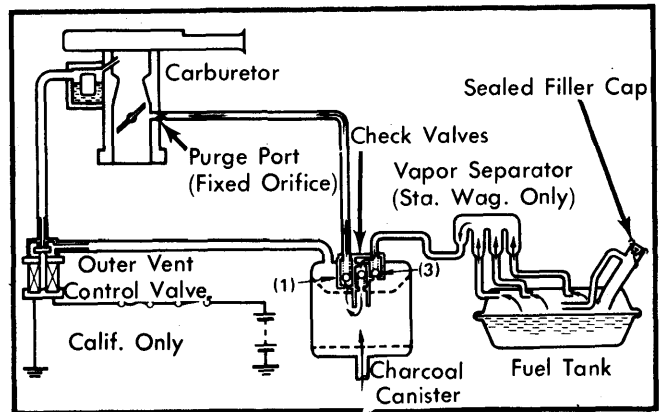 Carburetor
Sealed Filler Cap
Purge Port
(Fixed Orifice)
Check Valves
Vapor Separator
(Sta. Wag. Only)
Outer Vent
Control Valve
(1)
(3)
Calif. Only
Charcoal
Canister
Fuel Tank